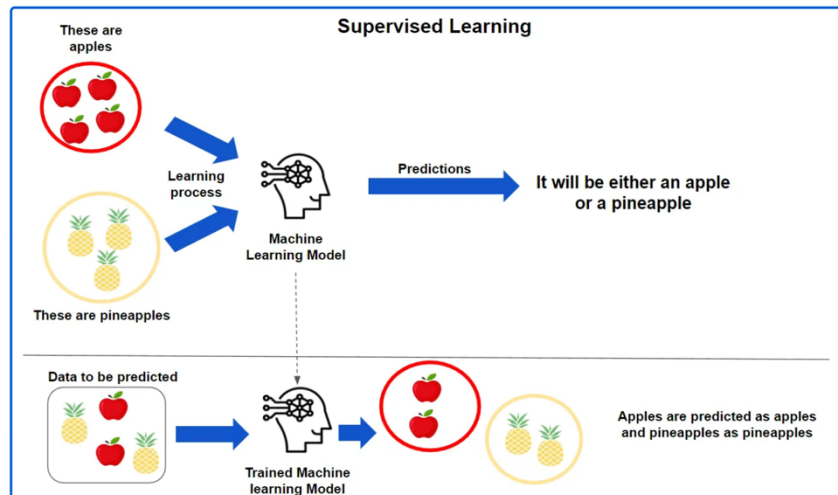 Supervised Learning
These are
apples
Learning
process
Predictions
It will be either an apple
or a pineapple
Machine
Learning Model
These are pineapples
Data to be predicted
Trained Machine
learning Model
Apples are predicted as apples
and pineapples as pineapples